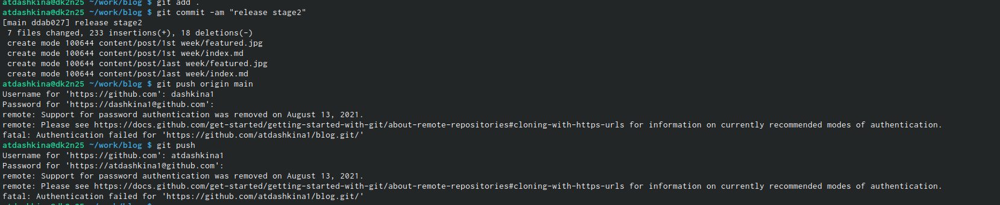 atdashkina@dk2n25 ~/work/blog $ git add .
atdashkina@dk2n25 ~/work/blog $ git commit -am "release stage2"
[main ddab027] release stage2
 7 files changed, 233 insertions(+), 18 deletions(-)
 create mode 100644 content/post/1st week/featured.jpg
 create mode 100644 content/post/1st week/index.md
 create mode 100644 content/post/last week/featured.jpg
 create mode 100644 content/post/last week/index.md
atdashkina@dk2n25 ~/work/blog $ git push origin main
Username for 'https://github.com': dashkina1
Password for 'https://dashkina1@github.com':
remote: Support for password authentication was removed on August 13, 2021.
remote: Please see https://docs.github.com/get-started/getting-started-with-git/about-remote-repositories#cloning-with-https-urls for information on currently recommended modes of authentication.
fatal: Authentication failed for 'https://github.com/atdashkina1/blog.git/'
atdashkina@dk2n25 ~/work/blog $ git push
Username for 'https://github.com': atdashkina1
Password for 'https://atdashkina1@github.com':
remote: Support for password authentication was removed on August 13, 2021.
remote: Please see https://docs.github.com/get-started/getting-started-with-git/about-remote-repositories#cloning-with-https-urls for information on currently recommended modes of authentication.
fatal: Authentication failed for 'https://github.com/atdashkina1/blog.git/'